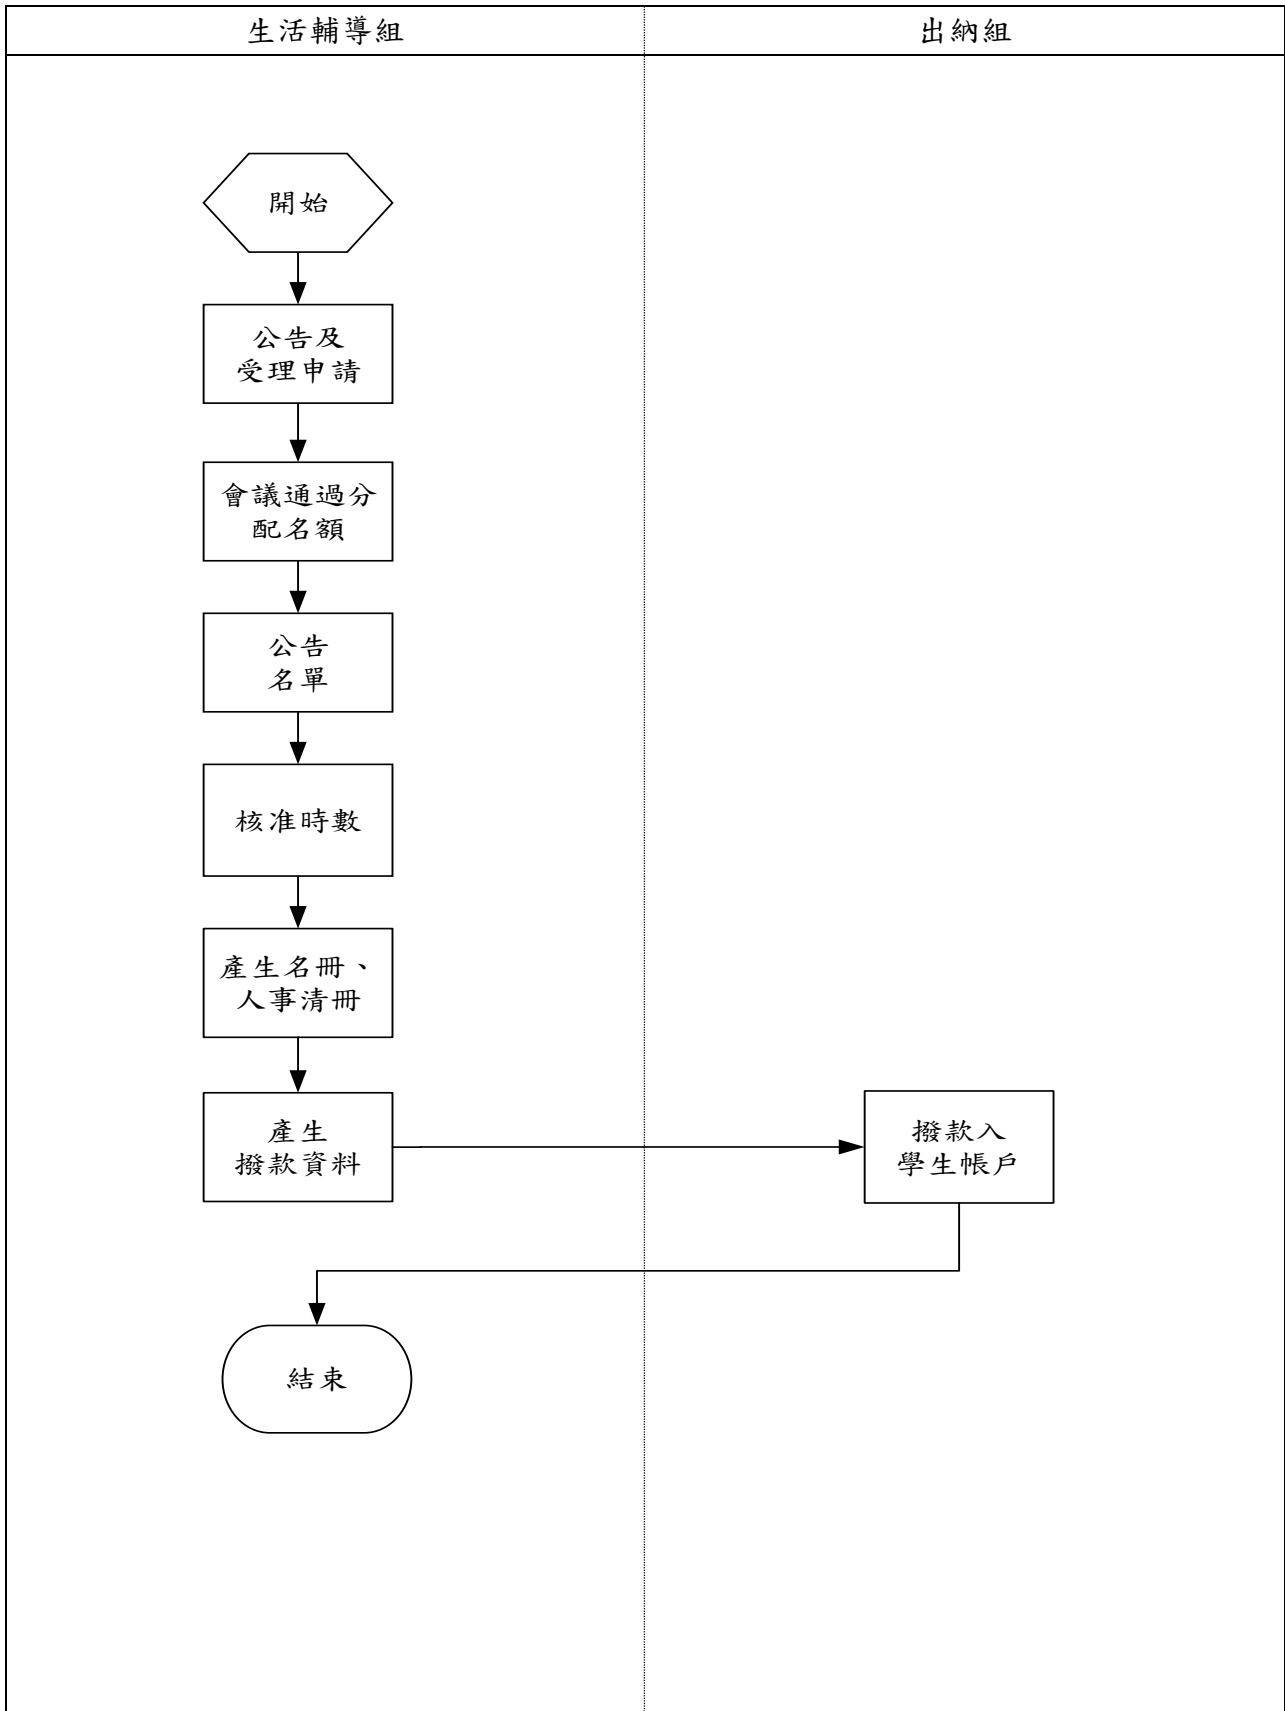 生活輔導組
出納組
開始
公告及
受理申請
會議通過分
配名額
公告
名單
核准時數
產生名冊、
人事清冊
產生
撥款資料
撥款入
學生帳戶
結束